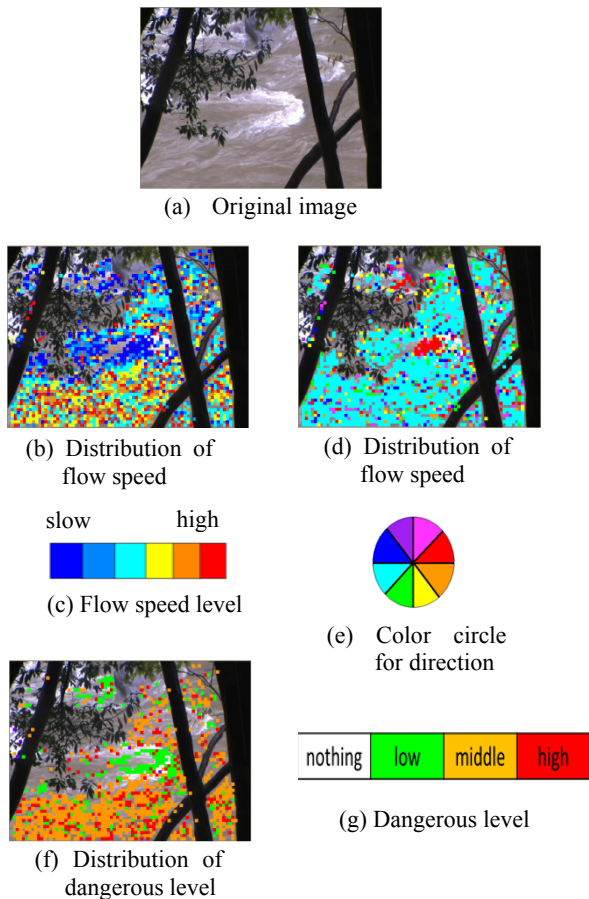 (a) Original image
(b) Distribution of
flow speed
(d) Distribution of
flow speed
slow high
(c) Flow speed level
(e) Color circle
for direction
nothing low middle high
(g) Dangerous level
(f) Distribution of
dangerous level